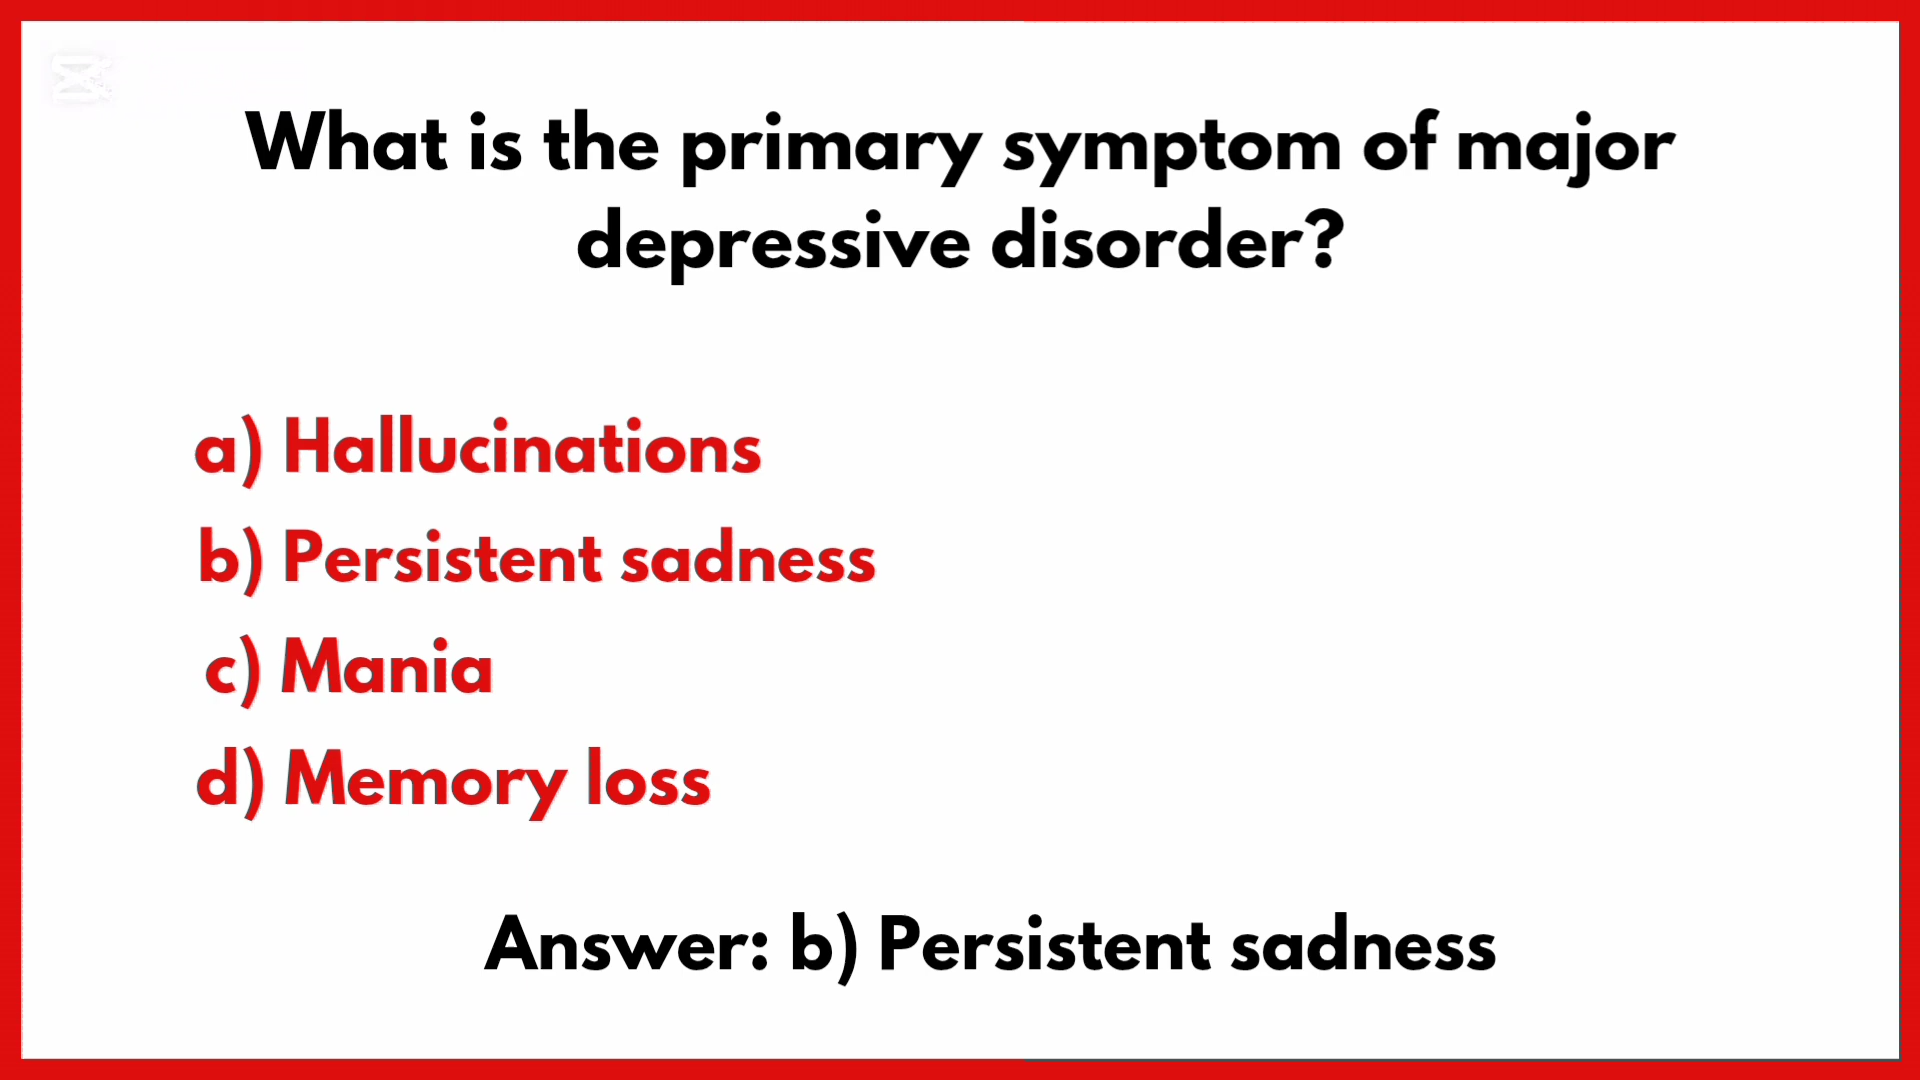 What is the primary symptom of major
depressive disorder?
a) Hallucinations
b) Persistent sadness
c) Mania
d) Memory loss
Answer: b) Persistent sadness